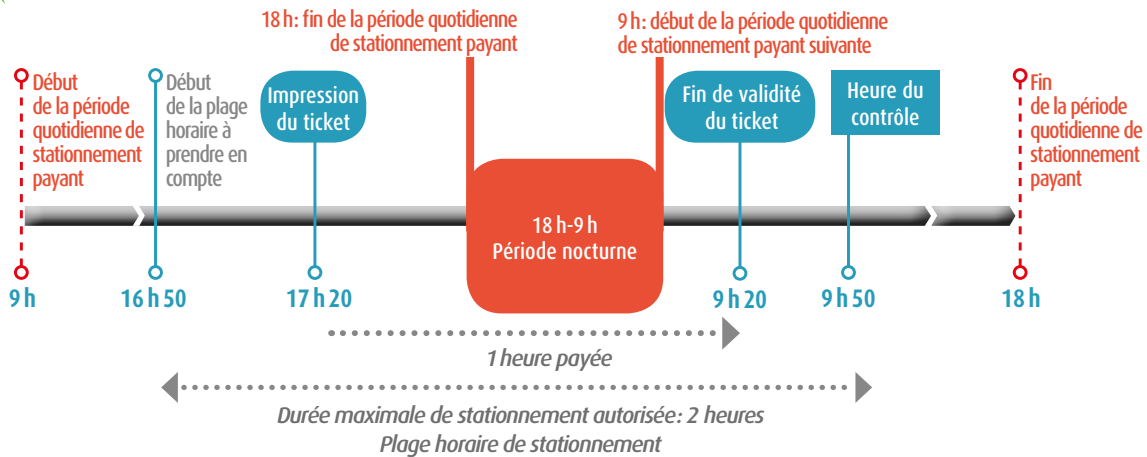 18 h : fin de la période quotidienne
de stationnement payant
9 h : début de la période quotidienne
de stationnement payant suivante
Début
de la période
quotidienne de
stationnement
payant
Début
de la plage
horaire à
prendre en
compte
Impression
du ticket
Fin de validité
du ticket
Heure du
contrôle
Fin
de la période
quotidienne de
stationnement
payant
18 h-9 h
Période nocturne
9 h
16 h 50
17 h 20
9 h 20
9 h 50
18 h
1 heure payée
Durée maximale de stationnement autorisée : 2 heures
Plage horaire de stationnement